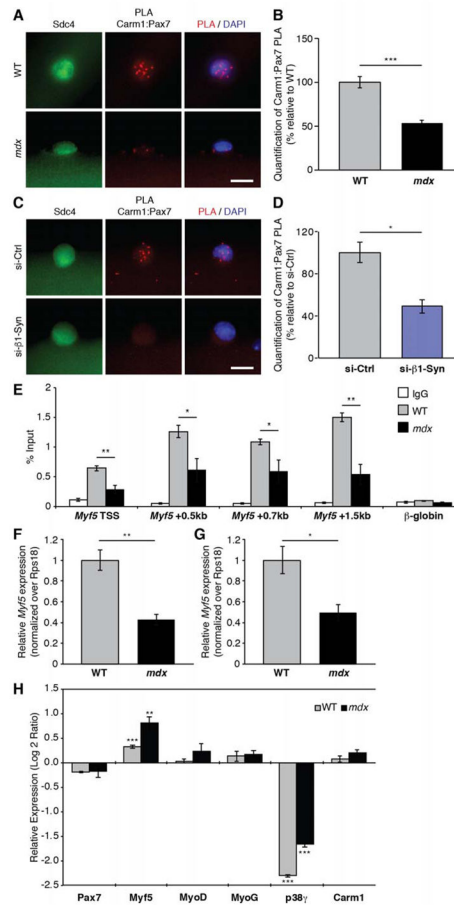 A
Sdc4
PLA
Carm1:Pax7
PLA / DAPI
WT
mdx
B
Quantification of Carm1:Pax7 PLA
(% relative to WT)
150
100
50
0
***
WT
mdx
C
Sdc4
PLA
Carm1:Pax7
PLA / DAPI
si-Ctrl
si-β1-Syn
D
Quantification of Carm1:Pax7 PLA
(% relative to si-Ctrl)
120
80
40
0
*
si-Ctrl
si-β1-Syn
E
% Input
2
1.5
1
0.5
0
**
*
*
**
IgG
WT
mdx
Myf5 TSS
Myf5 +0.5kb
Myf5 +0.7kb
Myf5 +1.5kb
β-globin
F
Relative Myf5 expression
(normalized over Rps18)
1.4
1.2
1
0.8
0.6
0.4
0.2
0
**
WT
mdx
G
Relative Myf5 expression
(normalized over Rps18)
1.4
1.2
1
0.8
0.6
0.4
0.2
0
*
WT
mdx
H
Relative Expression (Log 2 Ratio)
1.0
0.5
0.0
-0.5
-1.0
-1.5
-2.0
-2.5
WT
mdx
***
**
***
***
Pax7
Myf5
MyoD
MyoG
p38γ
Carm1